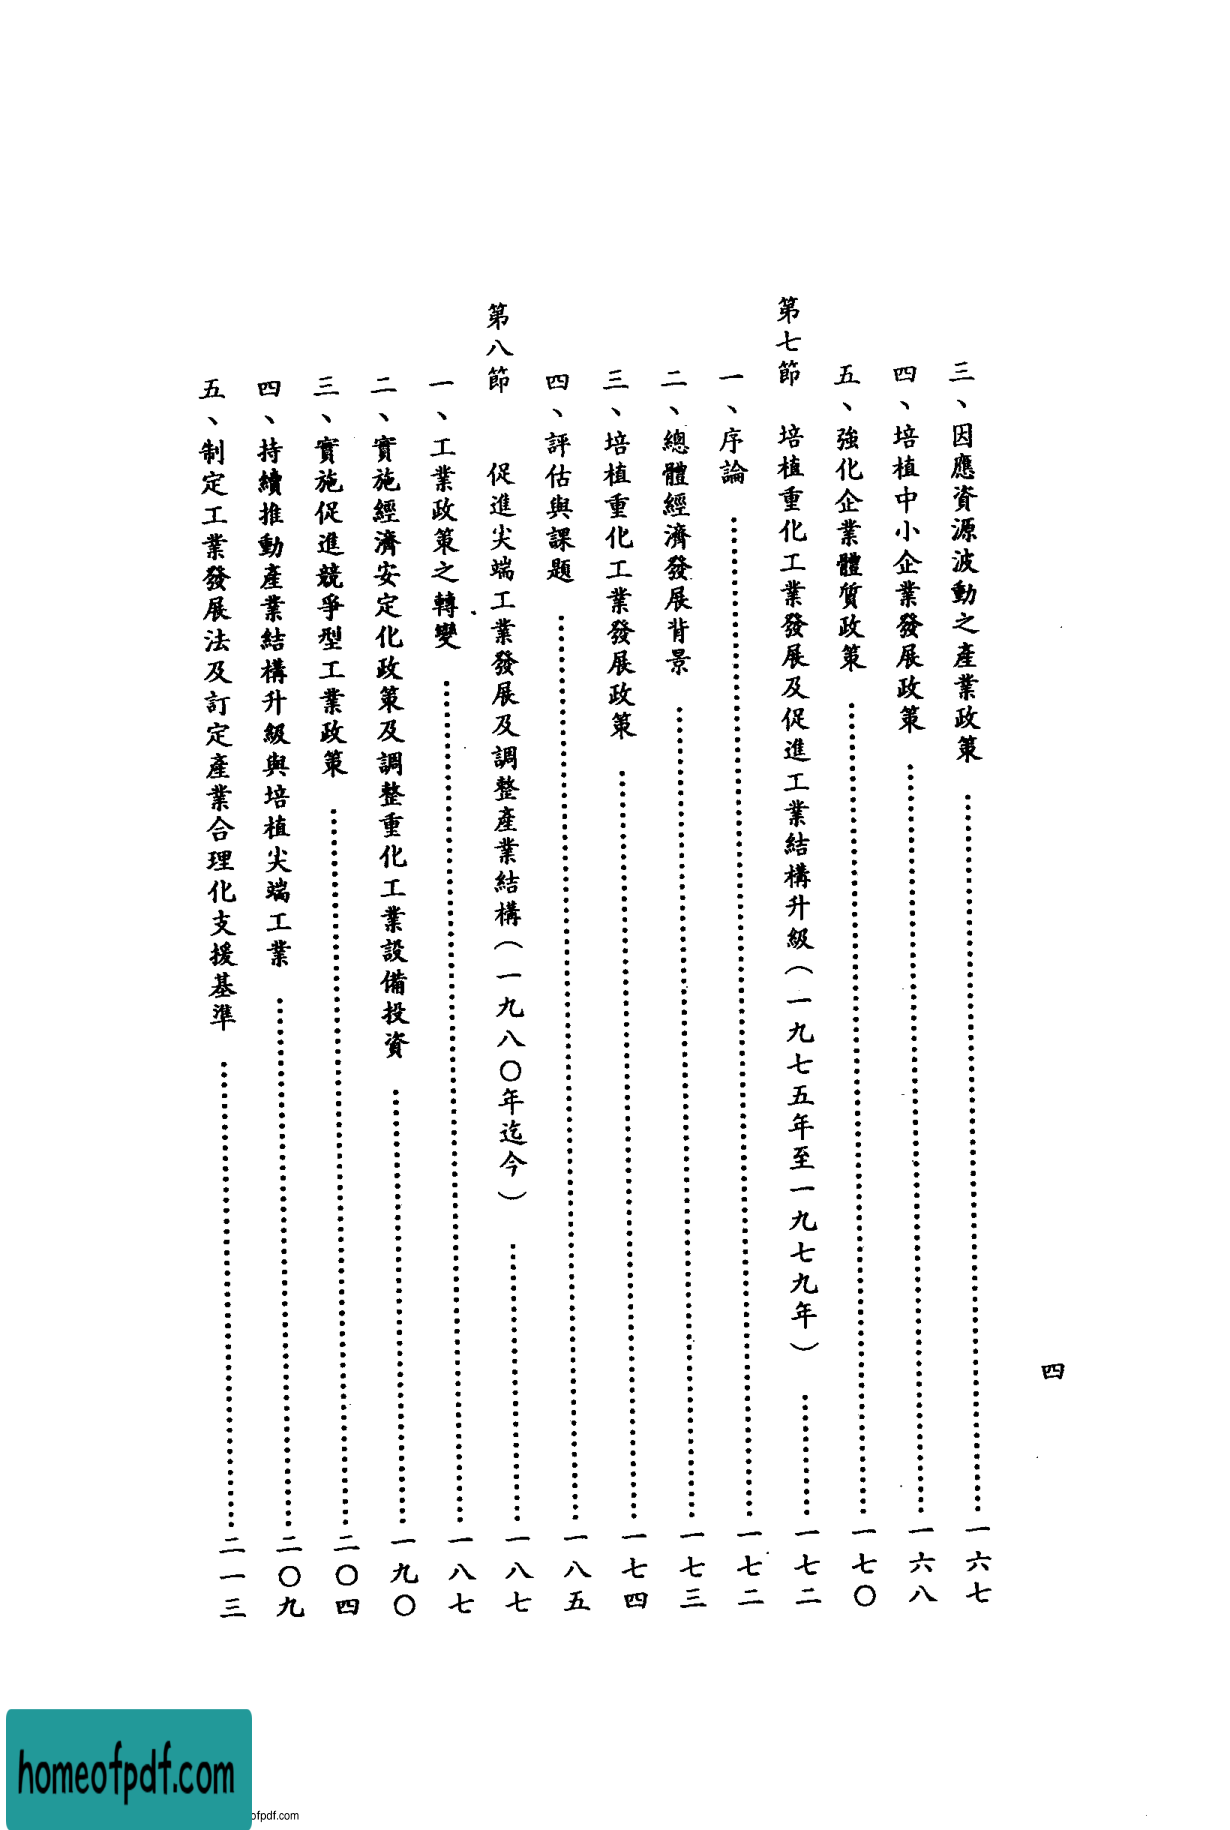 四
三、因應資源波動之產業政策……一六七
四、培植中小企業發展政策……一六八
五、強化企業體質政策……一七〇
第七節 培植重化工業發展及促進工業結構升級（一九七五年至一九七九年）……一七二
一、序論……一七二
二、總體經濟發展背景……一七三
三、培植重化工業發展政策……一七四
四、評估與課題……一八五
第八節 促進尖端工業發展及調整產業結構（一九八〇年迄今）……一八七
一、工業政策之轉變……一八七
二、實施經濟安定化政策及調整重化工業設備投資……一九〇
三、實施促進競爭型工業政策……二〇四
四、持續推動產業結構升級與培植尖端工業……二〇九
五、制定工業發展法及訂定產業合理化支援基準……二一三
homeofpdf.com
ofpdf.com